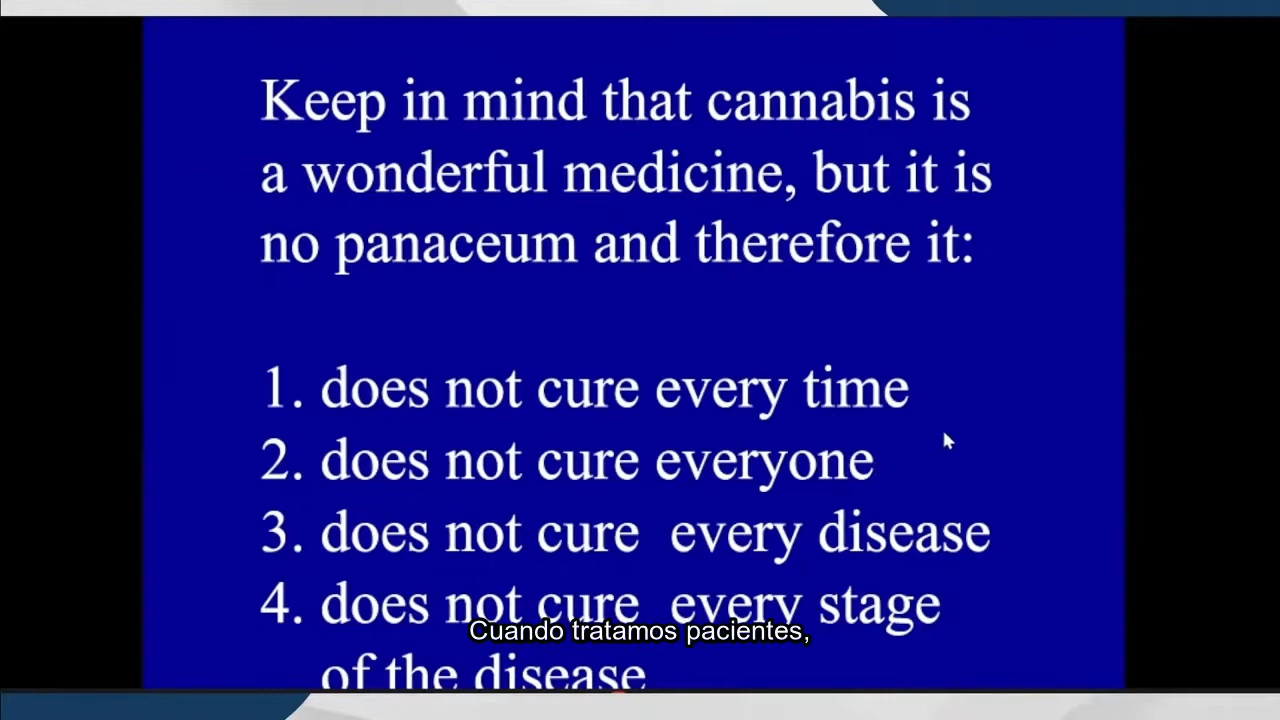 Keep in mind that cannabis is
a wonderful medicine, but it is
no panaceum and therefore it:
1. does not cure every time
2. does not cure everyone
3. does not cure every disease
4. does not cure every stage
Cuando tratamos pacientes,
of the disease